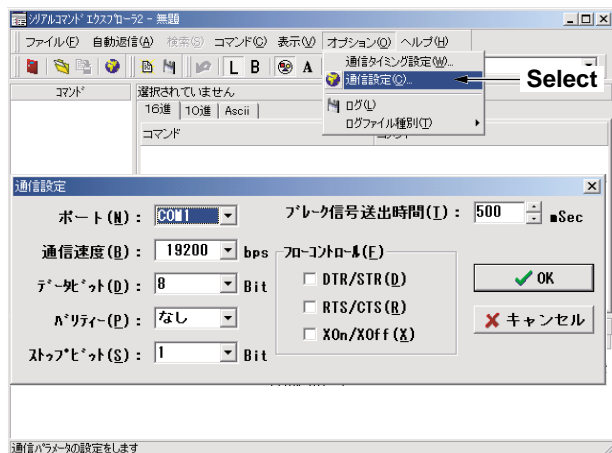 ｼﾘｱﾙｺﾏﾝﾄﾞ ｴｸｽﾌﾟﾛｰﾗ2 - 無題
ファイル(F) 自動返信(A) 検索(S) コマンド(C) 表示(V) オプション(O) ヘルプ(H)
L B A
通信タイミング設定(W)...
通信設定(C)...
Select
ログ(L)
ログファイル種別(T)
ｺﾏﾝﾄﾞ
選択されていません
16進 10進 Ascii
コマンド
通信設定
ポート(N): COM1
通信速度(B): 19200 bps
ﾃﾞｰﾀﾋﾞｯﾄ(D): 8 Bit
ﾊﾟﾘﾃｨｰ(P): なし
ｽﾄｯﾌﾟﾋﾞｯﾄ(S): 1 Bit
ﾌﾞﾚｰｸ信号送出時間(I): 500 mSec
ﾌﾛｰｺﾝﾄﾛｰﾙ(F)
DTR/STR(D)
RTS/CTS(R)
XOn/XOff(X)
OK
キャンセル
通信ﾊﾟﾗﾒｰﾀの設定をします